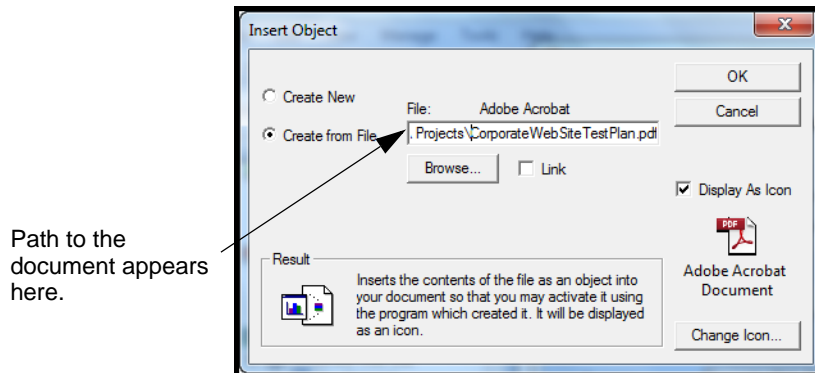 Insert Object
Create New
Create from File
File: Adobe Acrobat
. Projects\CorporateWebSiteTestPlan.pdf
Browse...
Link
OK
Cancel
Display As Icon
PDF
Adobe Acrobat
Document
Change Icon...
Path to the
document appears
here.
Result
Inserts the contents of the file as an object into
your document so that you may activate it using
the program which created it. It will be displayed
as an icon.